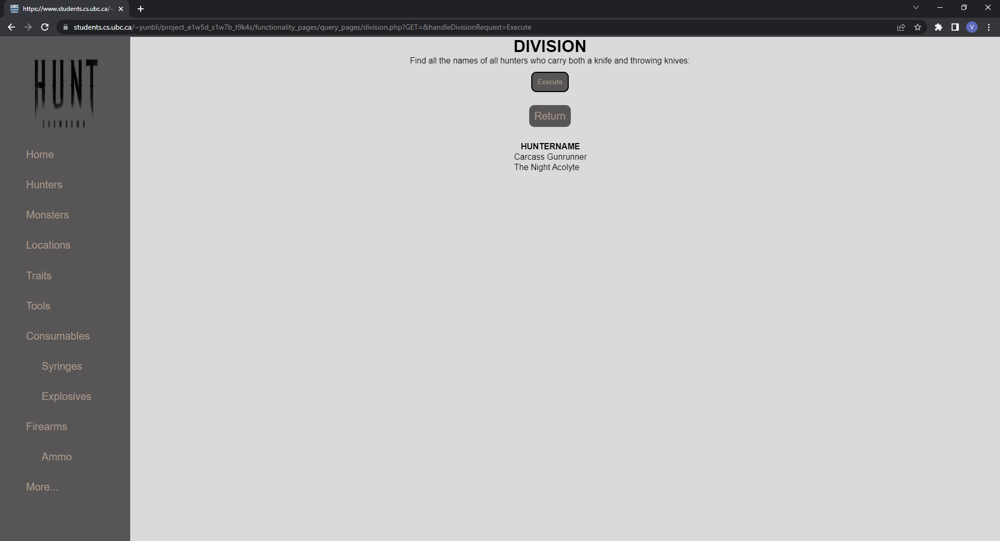 UBC
https://www.students.cs.ubc.ca/~
students.cs.ubc.ca/~yunbli/project_e1w5d_s1w7b_t9k4s/functionality_pages/query_pages/division.php?GET=&handleDivisionRequest=Execute
V
HUNT
SHOWDOWN
Home
Hunters
Monsters
Locations
Traits
Tools
Consumables
Syringes
Explosives
Firearms
Ammo
More...
DIVISION
Find all the names of all hunters who carry both a knife and throwing knives:
Execute
Return
HUNTERNAME
Carcass Gunrunner
The Night Acolyte